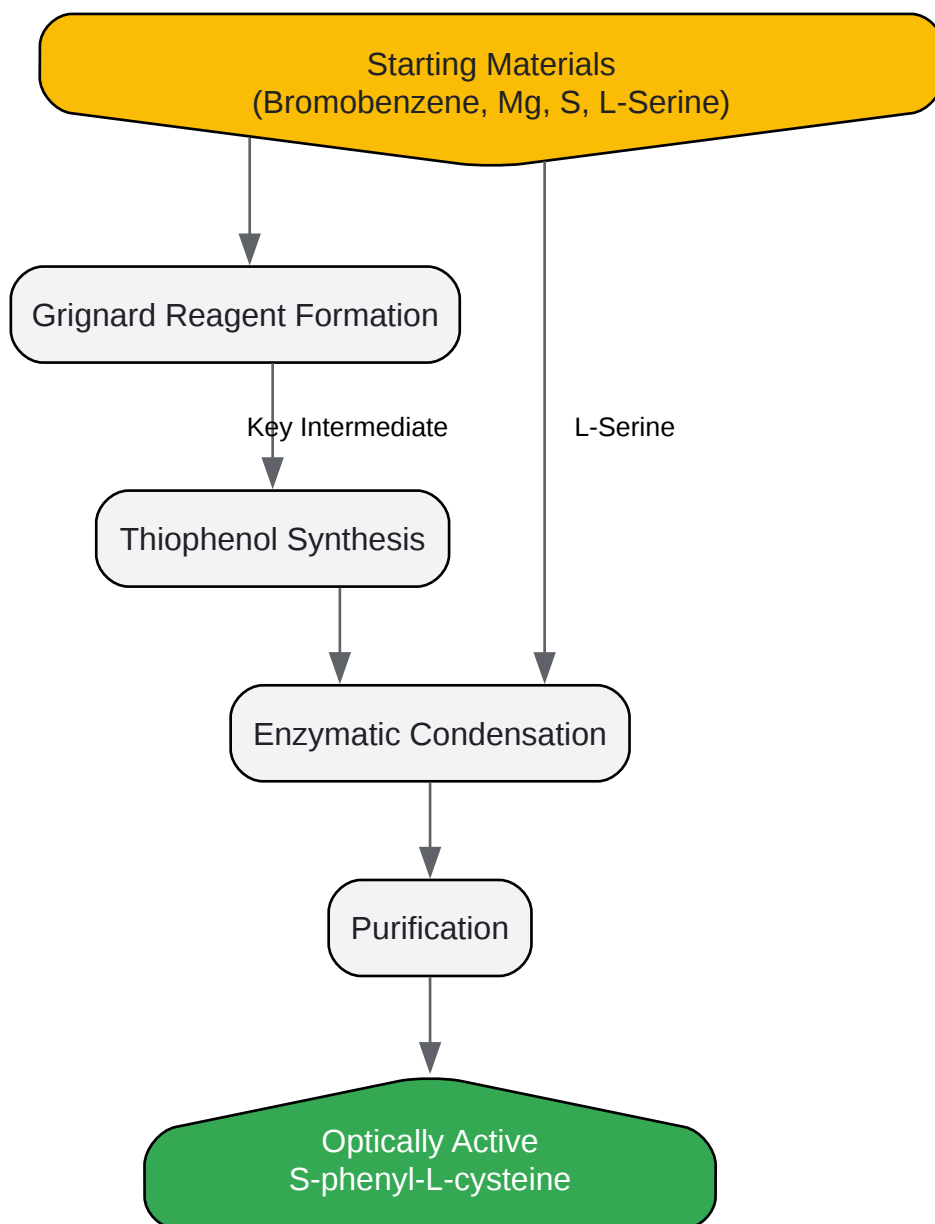 Starting Materials
(Bromobenzene, Mg, S, L-Serine)
Grignard Reagent Formation
Key Intermediate
L-Serine
Thiophenol Synthesis
Enzymatic Condensation
Purification
Optically Active
S-phenyl-L-cysteine